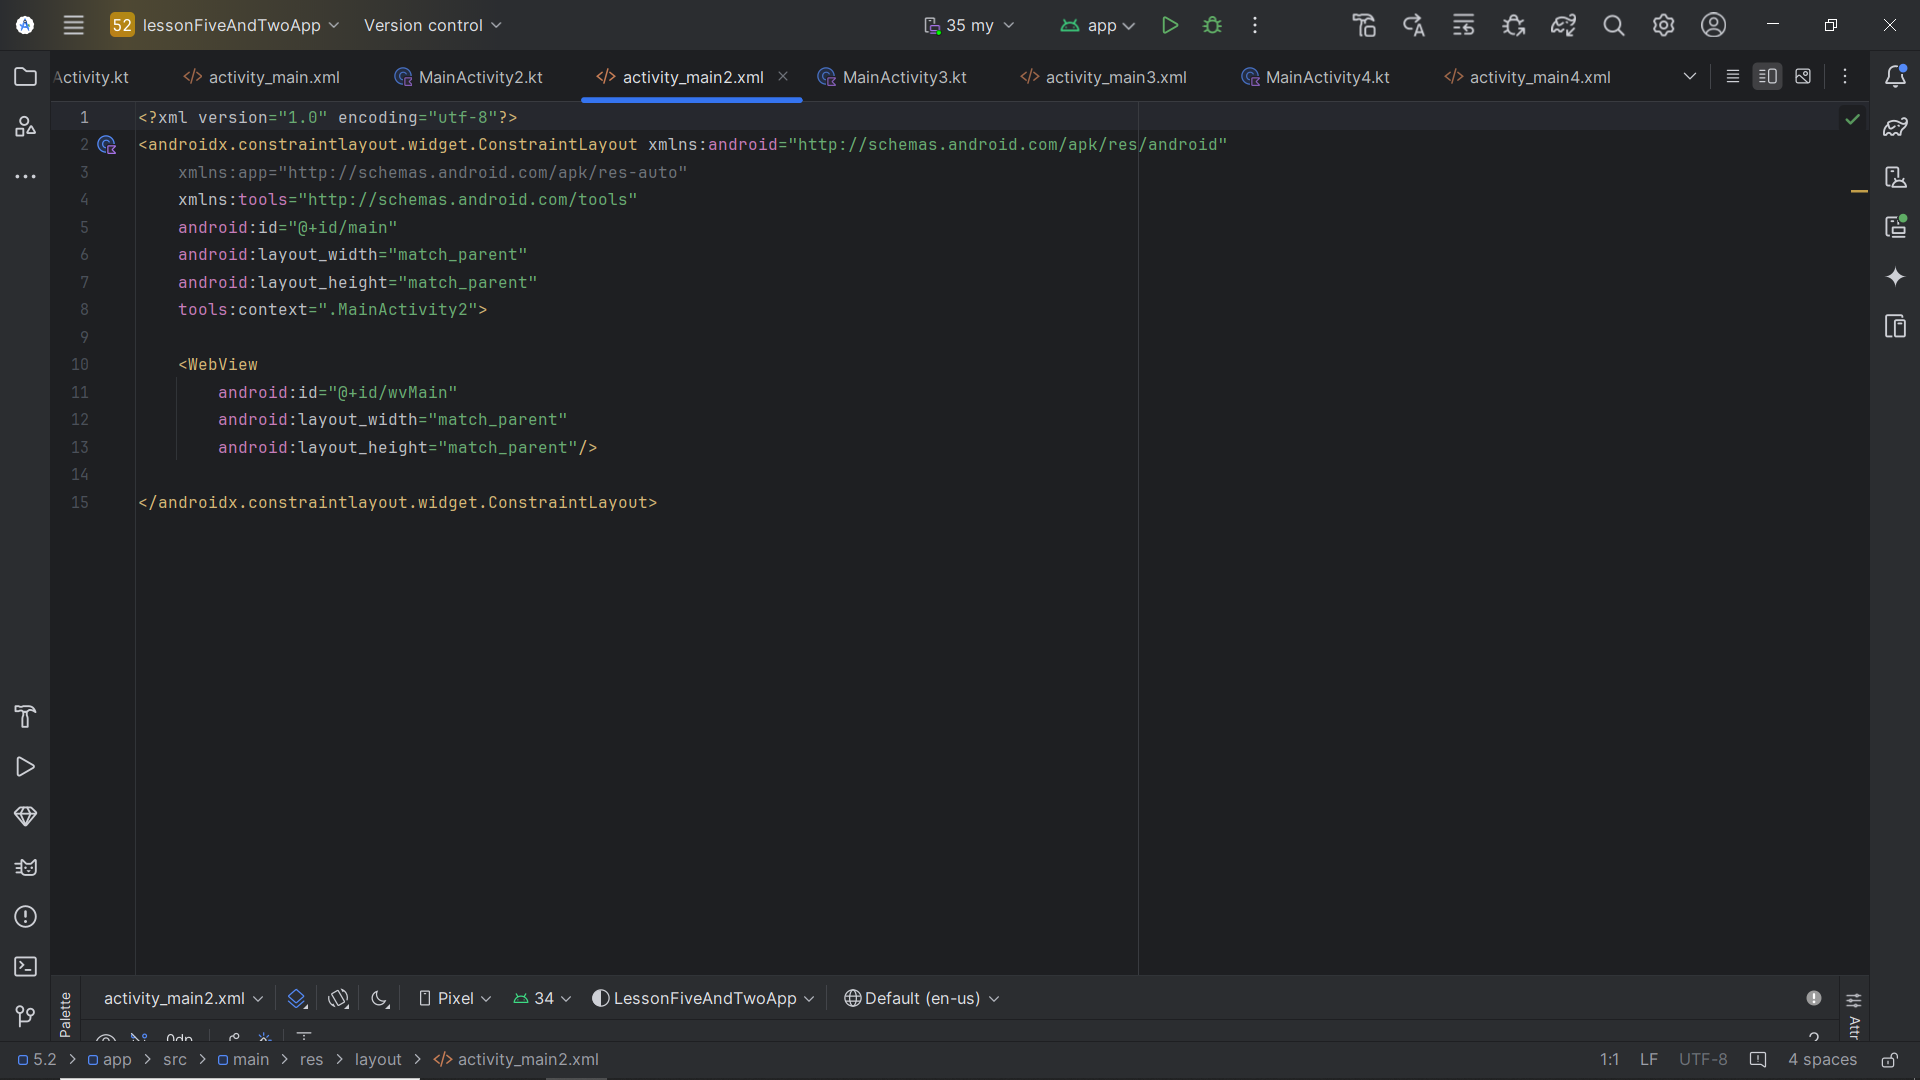 52 lessonFiveAndTwoApp Version control 35 my app
Activity.kt activity_main.xml MainActivity2.kt activity_main2.xml MainActivity3.kt activity_main3.xml MainActivity4.kt activity_main4.xml
1 <?xml version="1.0" encoding="utf-8"?>
2 <androidx.constraintlayout.widget.ConstraintLayout xmlns:android="http://schemas.android.com/apk/res/android"
3 xmlns:app="http://schemas.android.com/apk/res-auto"
4 xmlns:tools="http://schemas.android.com/tools"
5 android:id="@+id/main"
6 android:layout_width="match_parent"
7 android:layout_height="match_parent"
8 tools:context=".MainActivity2">
9
10 <WebView
11 android:id="@+id/wvMain"
12 android:layout_width="match_parent"
13 android:layout_height="match_parent"/>
14
15 </androidx.constraintlayout.widget.ConstraintLayout>
Palette
activity_main2.xml Pixel 34 LessonFiveAndTwoApp Default (en-us)
0dp
Attr
5.2 > app > src > main > res > layout > activity_main2.xml 1:1 LF UTF-8 4 spaces